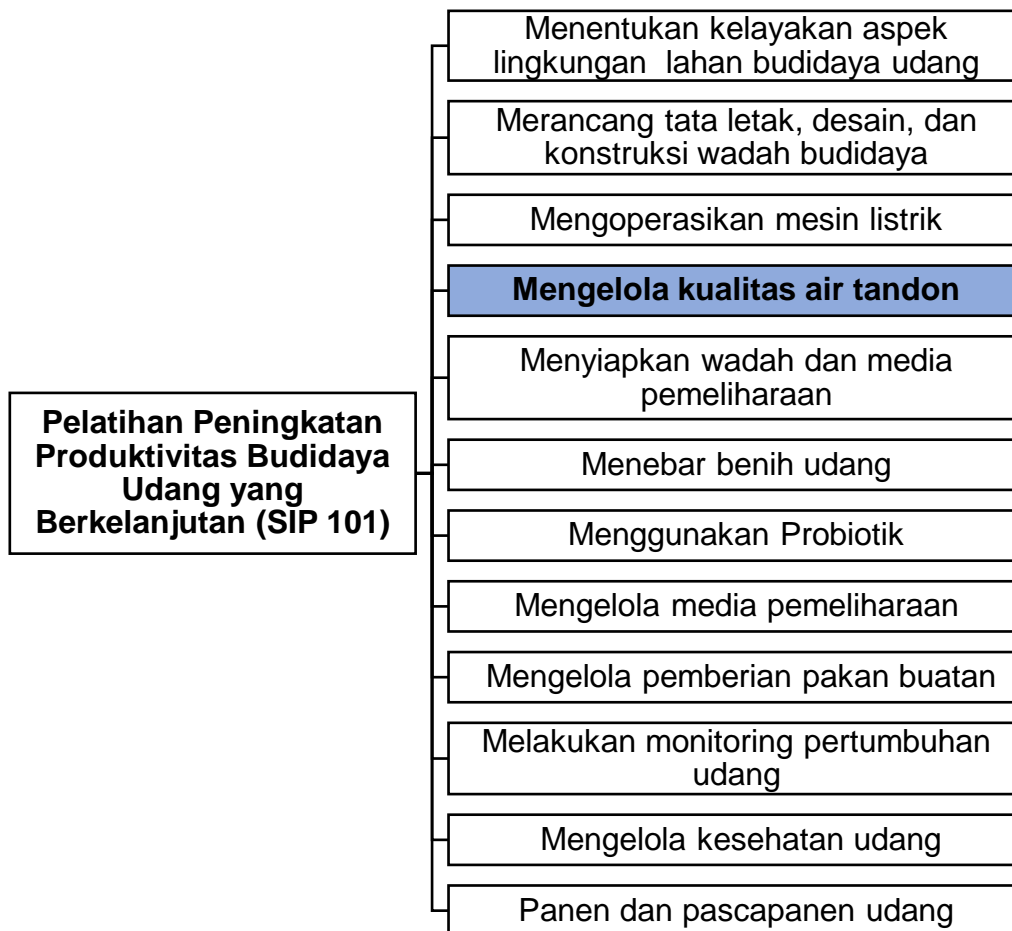 Menentukan kelayakan aspek
lingkungan lahan budidaya udang
Merancang tata letak, desain, dan
konstruksi wadah budidaya
Mengoperasikan mesin listrik
Mengelola kualitas air tandon
Menyiapkan wadah dan media
pemeliharaan
Pelatihan Peningkatan
Produktivitas Budidaya
Udang yang
Berkelanjutan (SIP 101)
Menebar benih udang
Menggunakan Probiotik
Mengelola media pemeliharaan
Mengelola pemberian pakan buatan
Melakukan monitoring pertumbuhan
udang
Mengelola kesehatan udang
Panen dan pascapanen udang